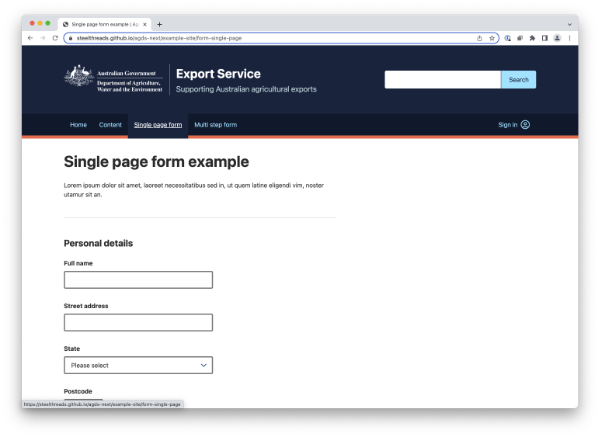 Single page form example | Ag
steelthreads.github.io/agds-next/example-site/form-single-page
Australian Government
Department of Agriculture,
Water and the Environment
Export Service
Supporting Australian agricultural exports
Search
Home Content Single page form Multi step form Sign in
Single page form example
Lorem ipsum dolor sit amet, laoreet necessitatibus sed in, ut quem latine eligendi vim, noster
utamur sit an.
Personal details
Full name
Street address
State
Please select
Postcode
https://steelthreads.github.io/agds-next/example-site/form-single-page